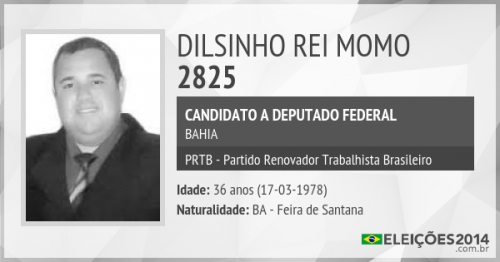 DILSINHO REI MOMO
2825
CANDIDATO A DEPUTADO FEDERAL
BAHIA
PRTB - Partido Renovador Trabalhista Brasileiro
Idade: 36 anos (17-03-1978)
Naturalidade: BA - Feira de Santana
ELEIÇÕES2014
.com.br